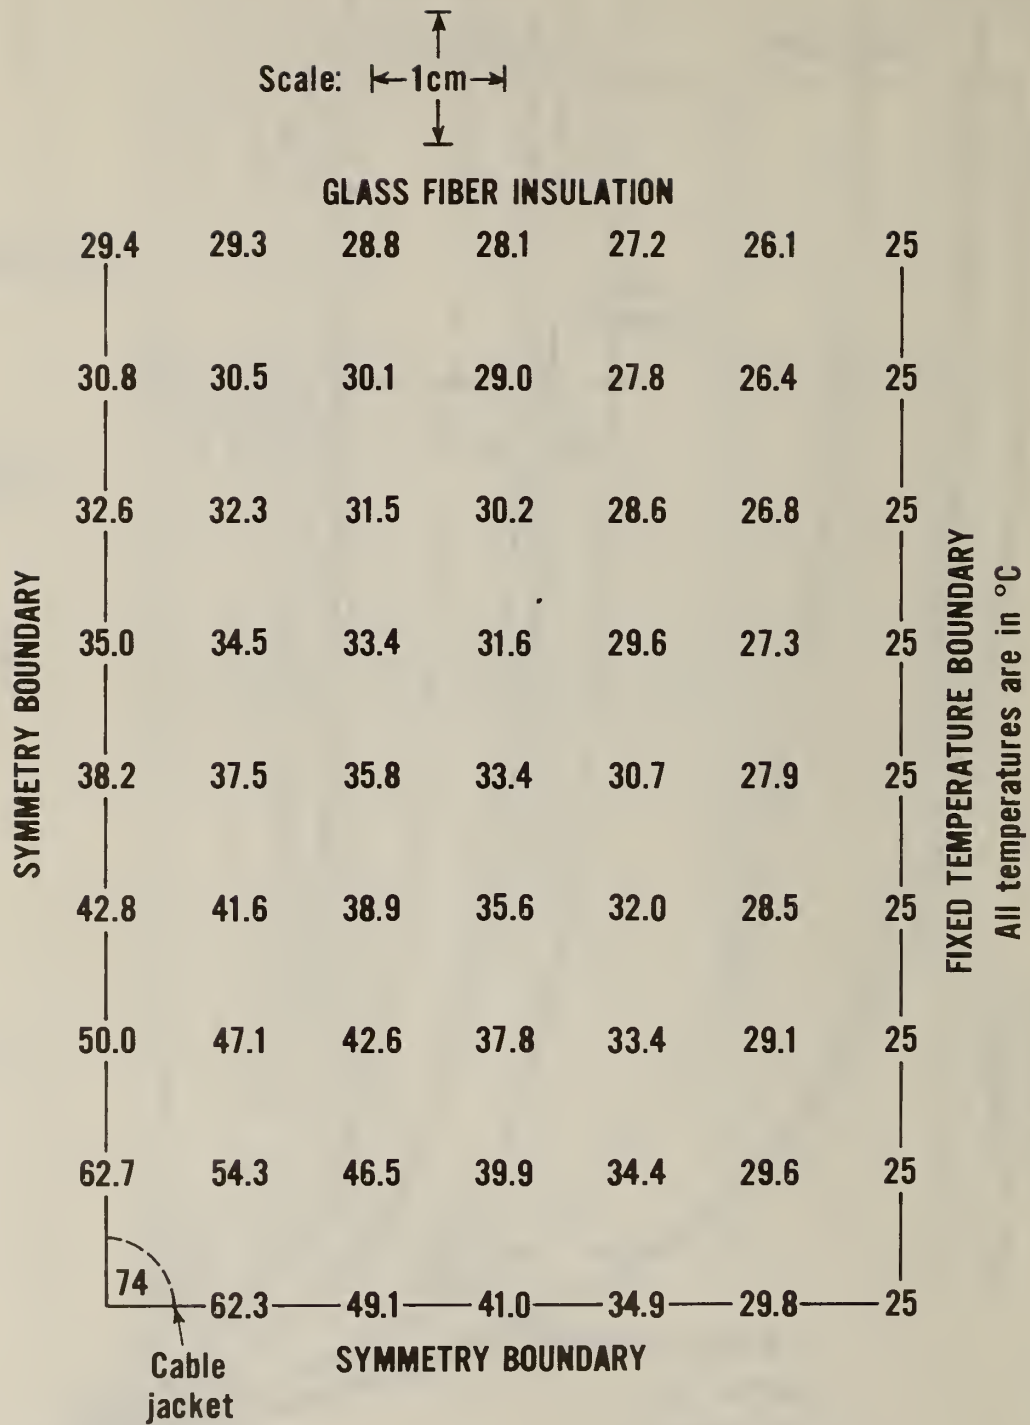 Scale: 1cm
GLASS FIBER INSULATION
29.4 29.3 28.8 28.1 27.2 26.1 25
30.8 30.5 30.1 29.0 27.8 26.4 25
32.6 32.3 31.5 30.2 28.6 26.8 25
35.0 34.5 33.4 31.6 29.6 27.3 25
38.2 37.5 35.8 33.4 30.7 27.9 25
42.8 41.6 38.9 35.6 32.0 28.5 25
50.0 47.1 42.6 37.8 33.4 29.1 25
62.7 54.3 46.5 39.9 34.4 29.6 25
74 62.3 49.1 41.0 34.9 29.8 25
Cable
jacket
SYMMETRY BOUNDARY
SYMMETRY BOUNDARY
FIXED TEMPERATURE BOUNDARY
All temperatures are in °C